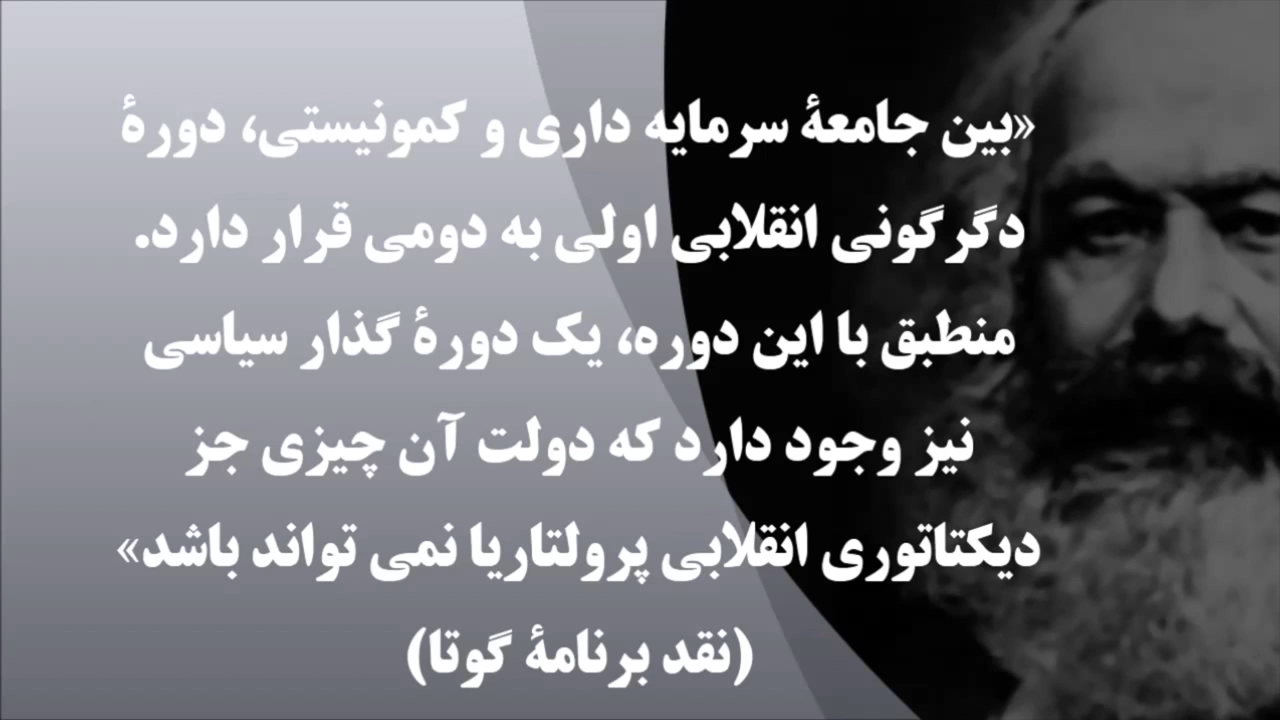 «بین جامعهٔ سرمایه داری و کمونیستی، دورهٔ
دگرگونی انقلابی اولی به دومی قرار دارد.
منطبق با این دوره، یک دورهٔ گذار سیاسی
نیز وجود دارد که دولت آن چیزی جز
دیکتاتوری انقلابی پرولتاریا نمی تواند باشد»
(نقد برنامهٔ گوتا)